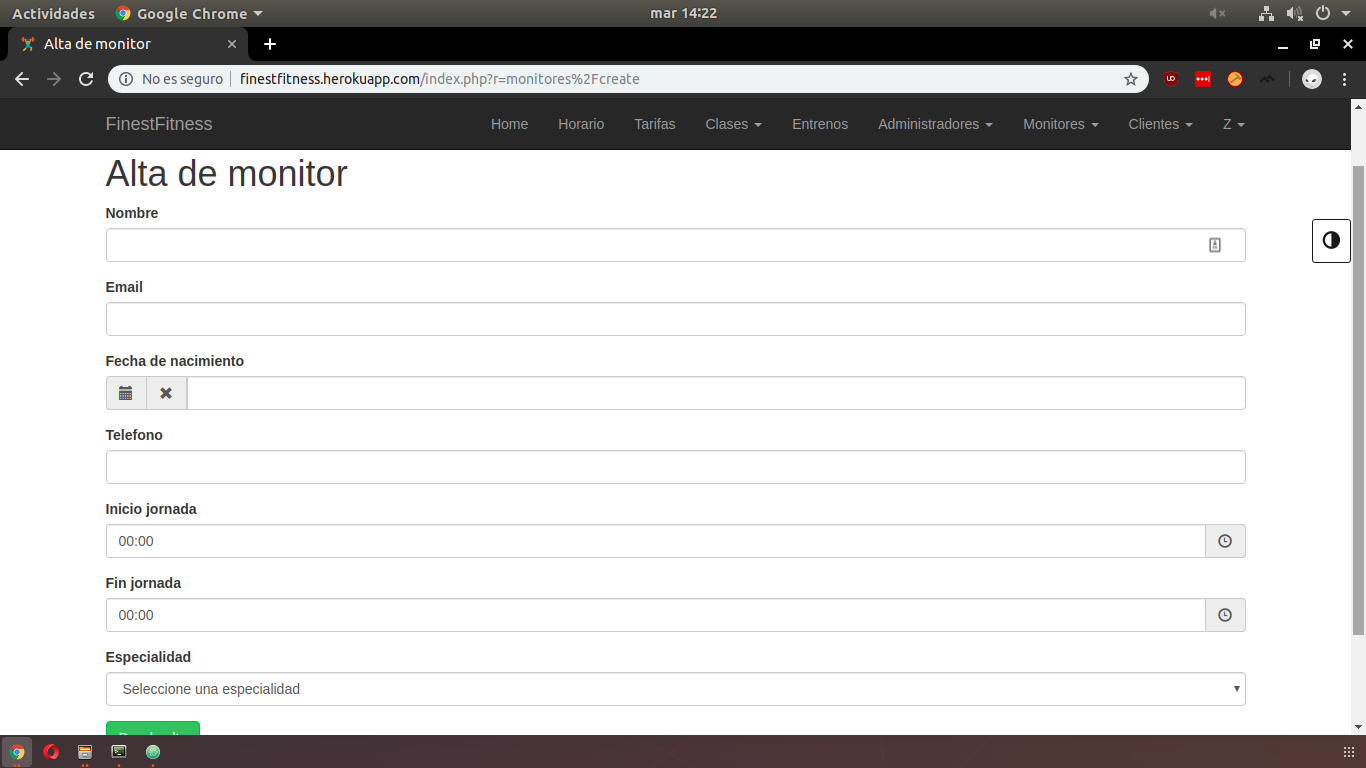 Actividades Google Chrome mar 14:22
Alta de monitor
No es seguro finestfitness.herokuapp.com/index.php?r=monitores%2Fcreate
FinestFitness Home Horario Tarifas Clases Entrenos Administradores Monitores Clientes Z
Alta de monitor
Nombre
Email
Fecha de nacimiento
Telefono
Inicio jornada
00:00
Fin jornada
00:00
Especialidad
Seleccione una especialidad